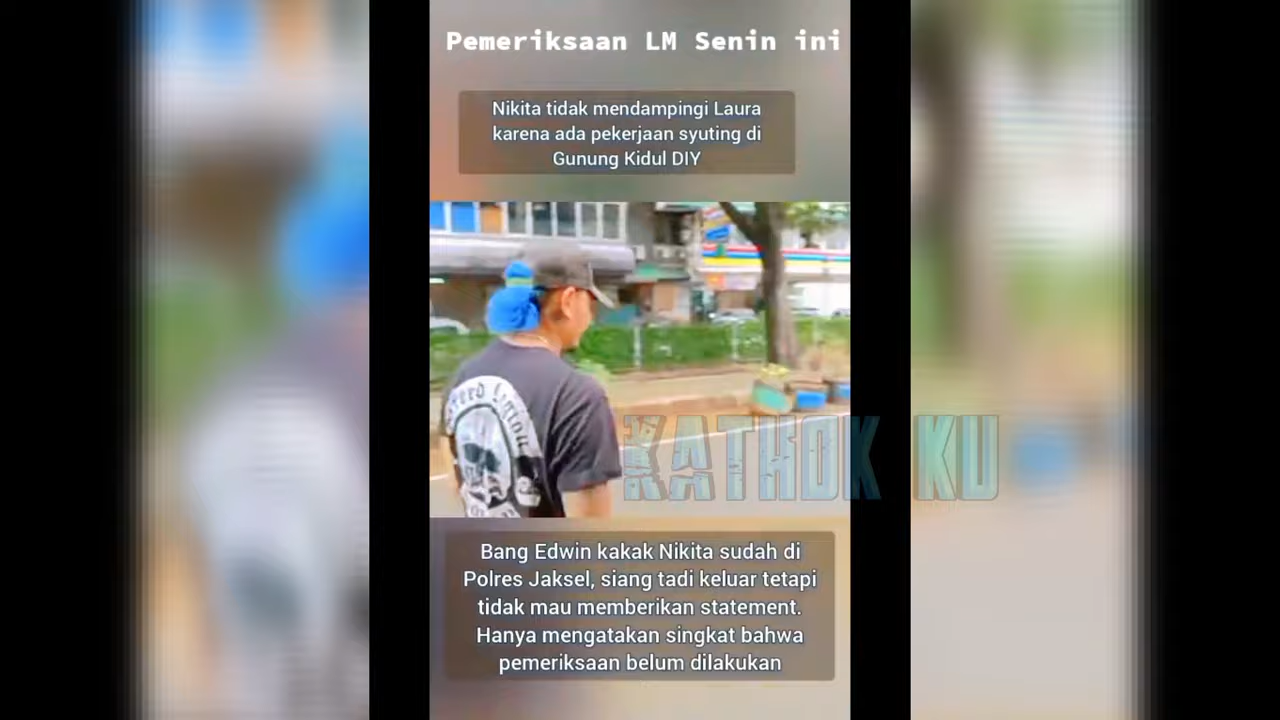 Pemeriksaan LM Senin ini
Nikita tidak mendampingi Laura
karena ada pekerjaan syuting di
Gunung Kidul DIY
KATHOK KU
Bang Edwin kakak Nikita sudah di
Polres Jaksel, siang tadi keluar tetapi
tidak mau memberikan statement.
Hanya mengatakan singkat bahwa
pemeriksaan belum dilakukan